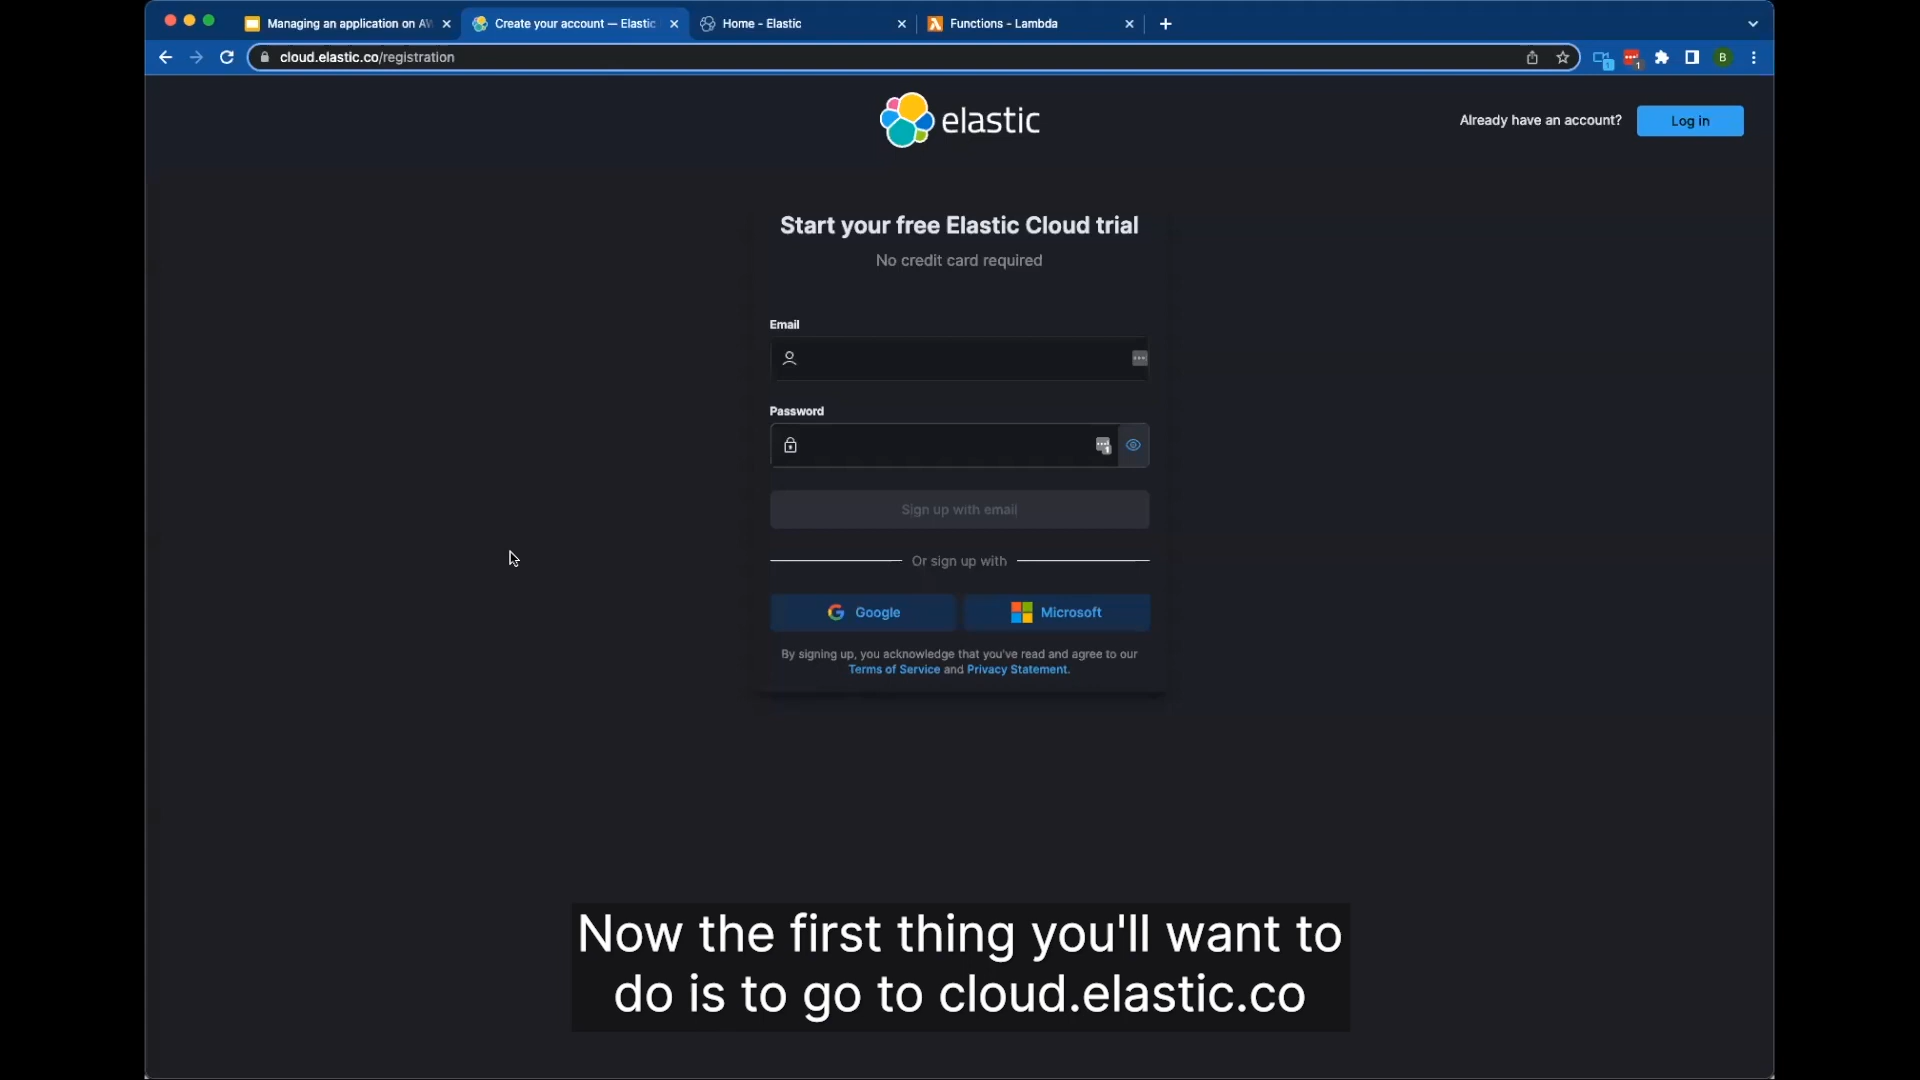 Managing an application on AW
Create your account — Elastic
Home - Elastic
Functions - Lambda
cloud.elastic.co/registration
1
1
B
elastic
Already have an account?
Log in
Start your free Elastic Cloud trial
No credit card required
Email
Password
1
Sign up with email
Or sign up with
Google
Microsoft
By signing up, you acknowledge that you've read and agree to our
Terms of Service and Privacy Statement.
Now the first thing you'll want to
do is to go to cloud.elastic.co